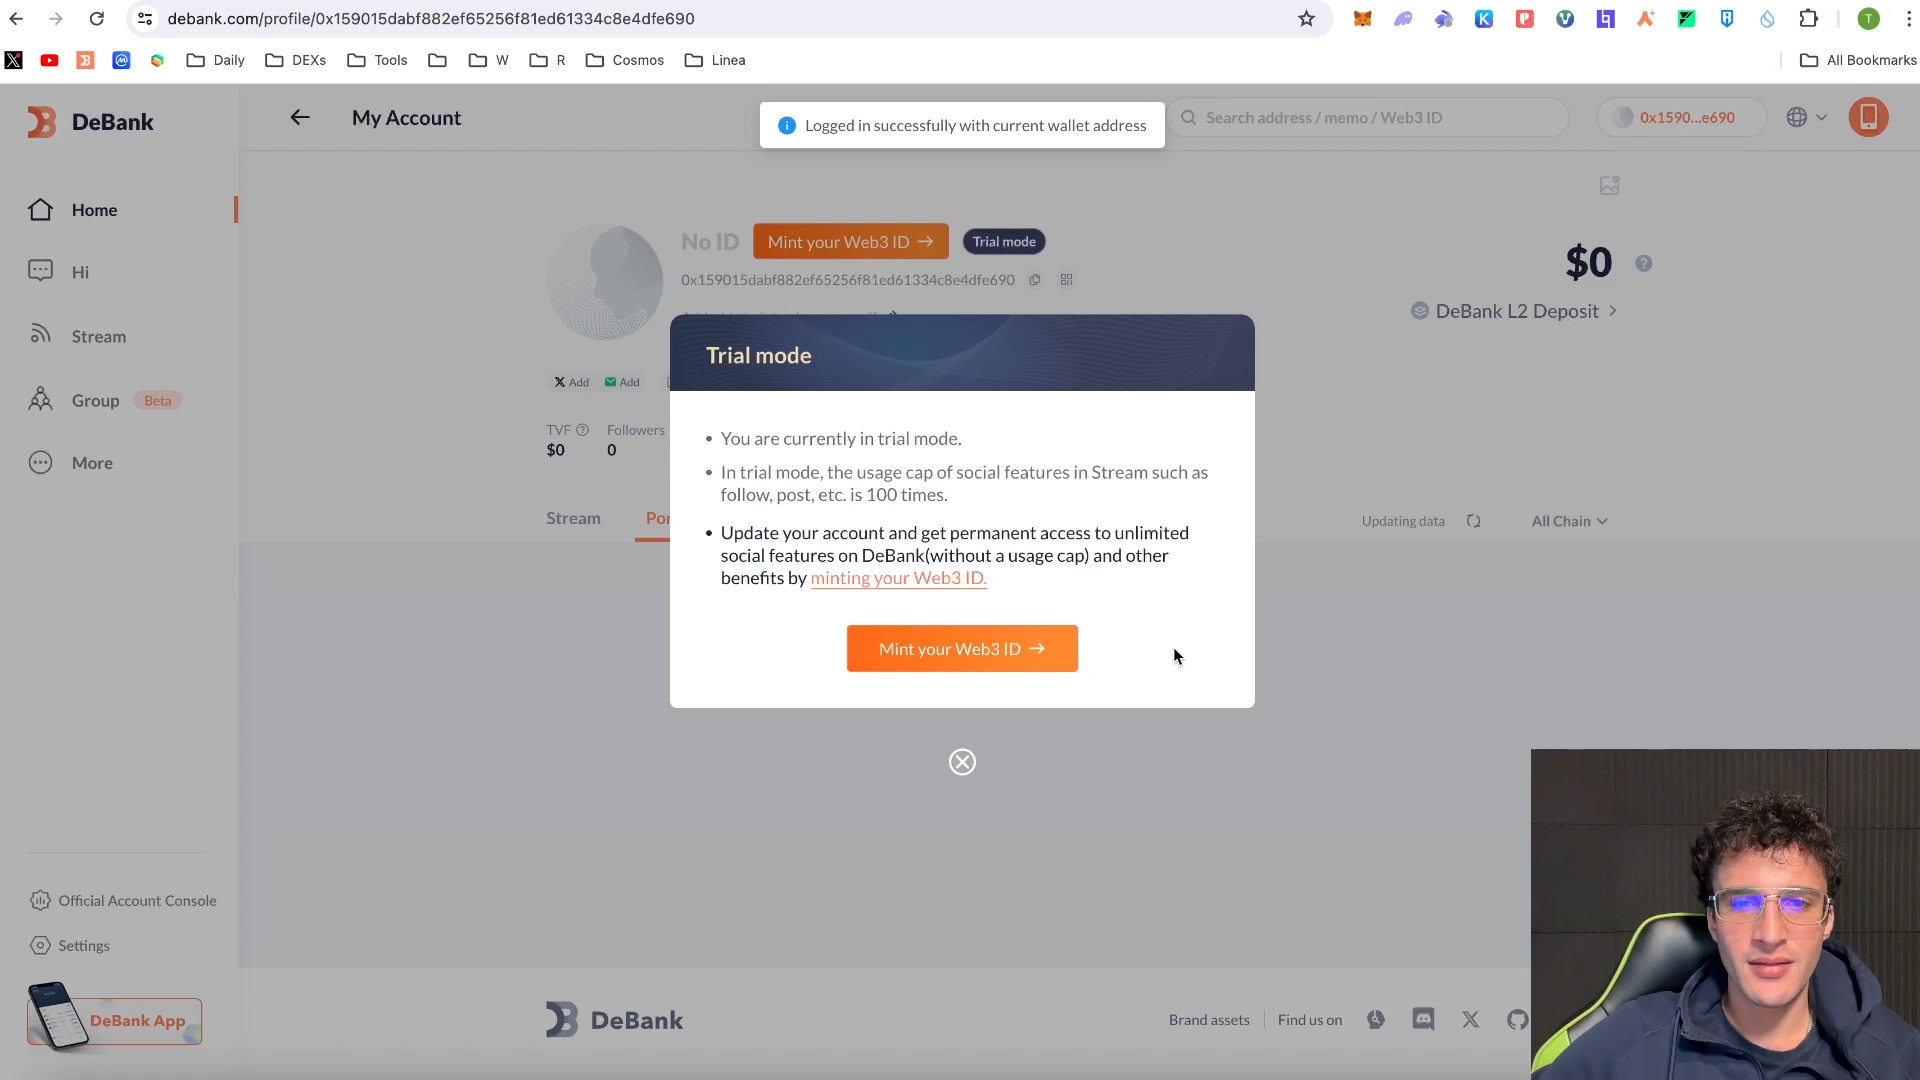 debank.com/profile/0x159015dabf882ef65256f81ed61334c8e4dfe690
T
Daily
DEXs
Tools
W
R
Cosmos
Linea
All Bookmarks
DeBank
My Account
Logged in successfully with current wallet address
Search address / memo / Web3 ID
0x1590...e690
Home
Hi
Stream
Group Beta
More
No ID
Mint your Web3 ID →
Trial mode
0x159015dabf882ef65256f81ed61334c8e4dfe690
$0
DeBank L2 Deposit
Add
Add
TVF
Followers
$0
0
Stream
Por
Updating data
All Chain
Trial mode
• You are currently in trial mode.
• In trial mode, the usage cap of social features in Stream such as
follow, post, etc. is 100 times.
• Update your account and get permanent access to unlimited
social features on DeBank(without a usage cap) and other
benefits by minting your Web3 ID.
Mint your Web3 ID →
Official Account Console
Settings
DeBank App
DeBank
Brand assets
Find us on